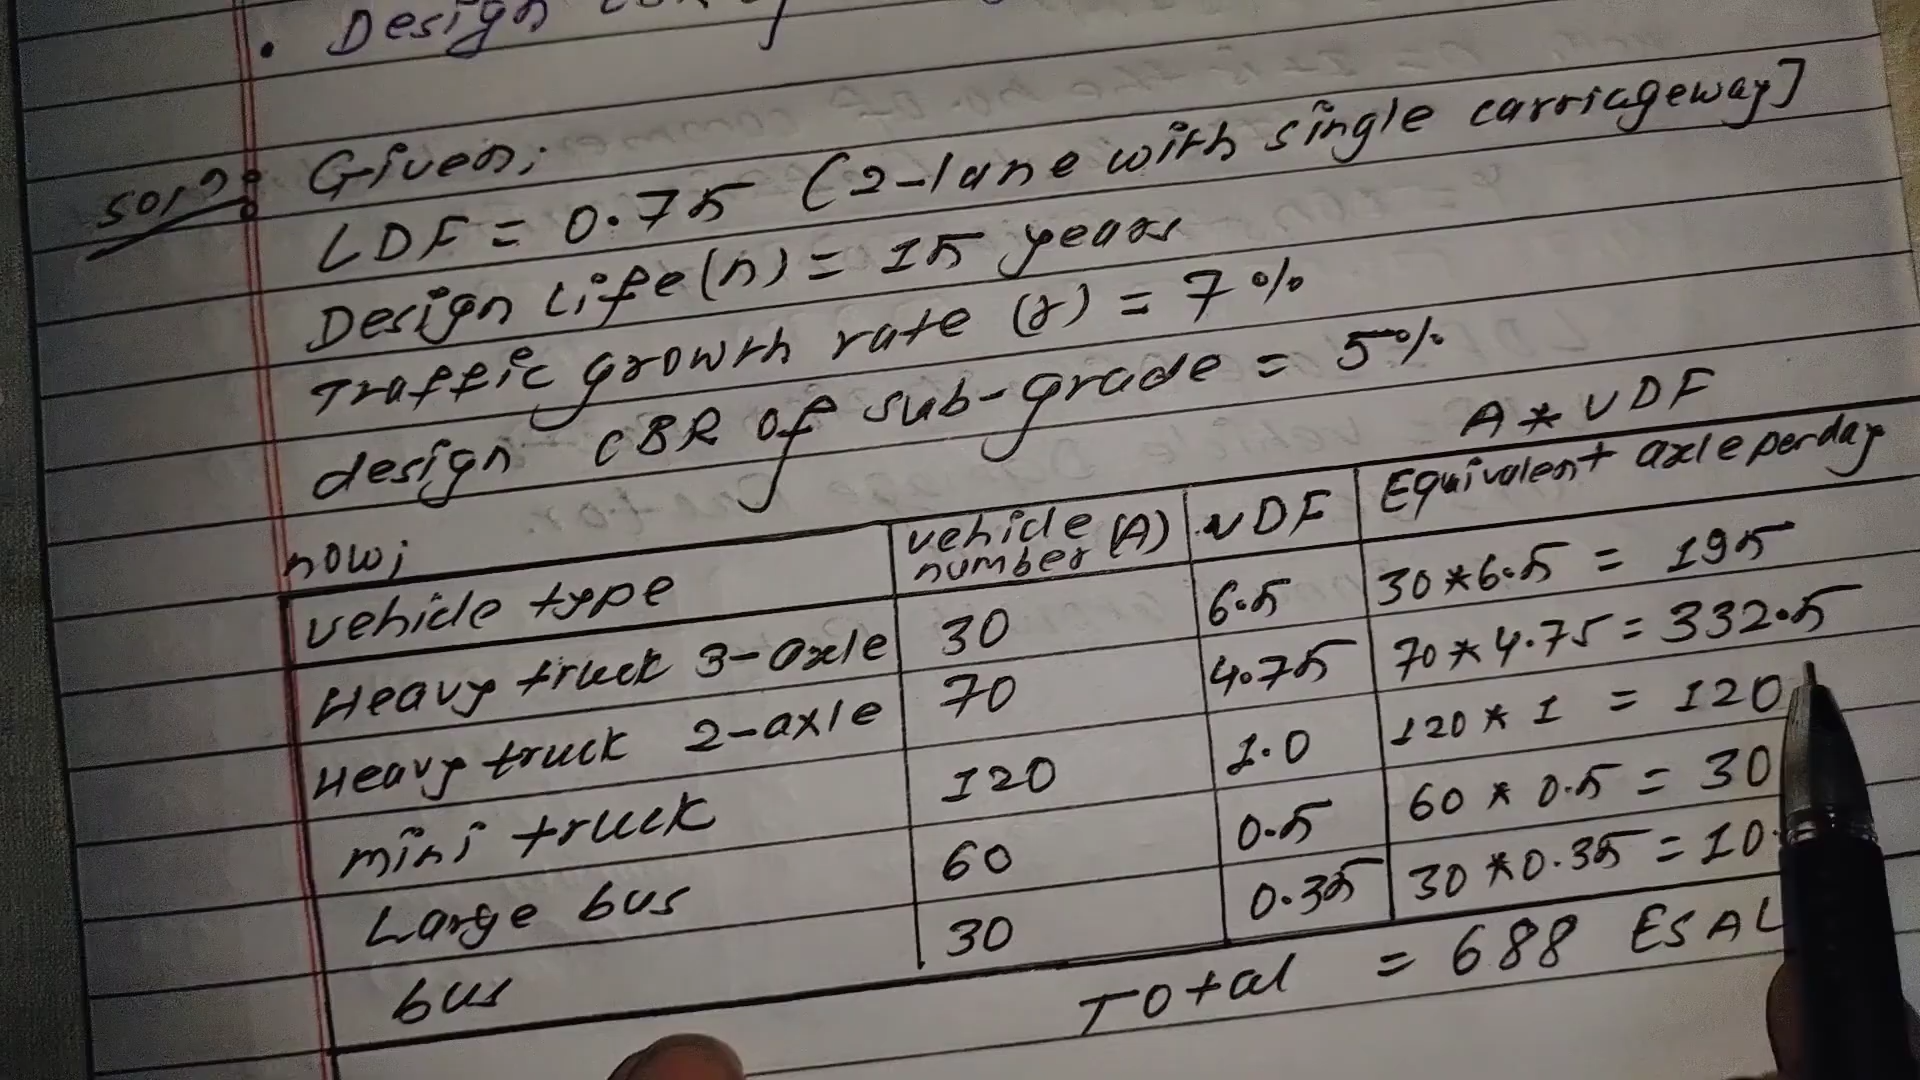 • Design
Soln: Given;
LDF = 0.75 (2-lane with single carriageway]
Design Life(n) = 15 years
Traffic growth rate (r) = 7%
design CBR of sub-grade = 5%
now;
A * VDF
vehicle type | vehicle number (A) | VDF | Equivalent axle per day
Heavy truck 3-axle | 30 | 6.5 | 30*6.5 = 195
Heavy truck 2-axle | 70 | 4.75 | 70*4.75 = 332.5
mini truck | 120 | 1.0 | 120 * 1 = 120
Large bus | 60 | 0.5 | 60 * 0.5 = 30
bus | 30 | 0.35 | 30 *0.35 = 10.
Total = 688 ESAL